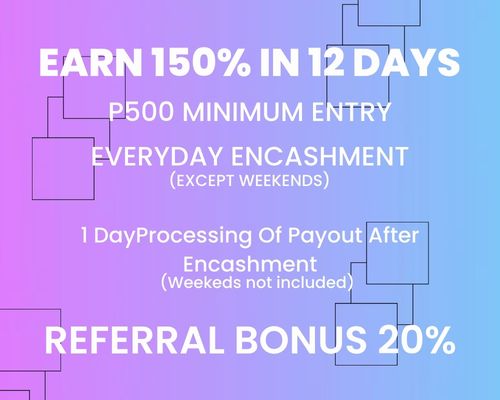 EARN 150% IN 12 DAYS
P500 MINIMUM ENTRY
EVERYDAY ENCASHMENT
(EXCEPT WEEKENDS)
1 DayProcessing Of Payout After
Encashment
(Weekeds not included)
REFERRAL BONUS 20%